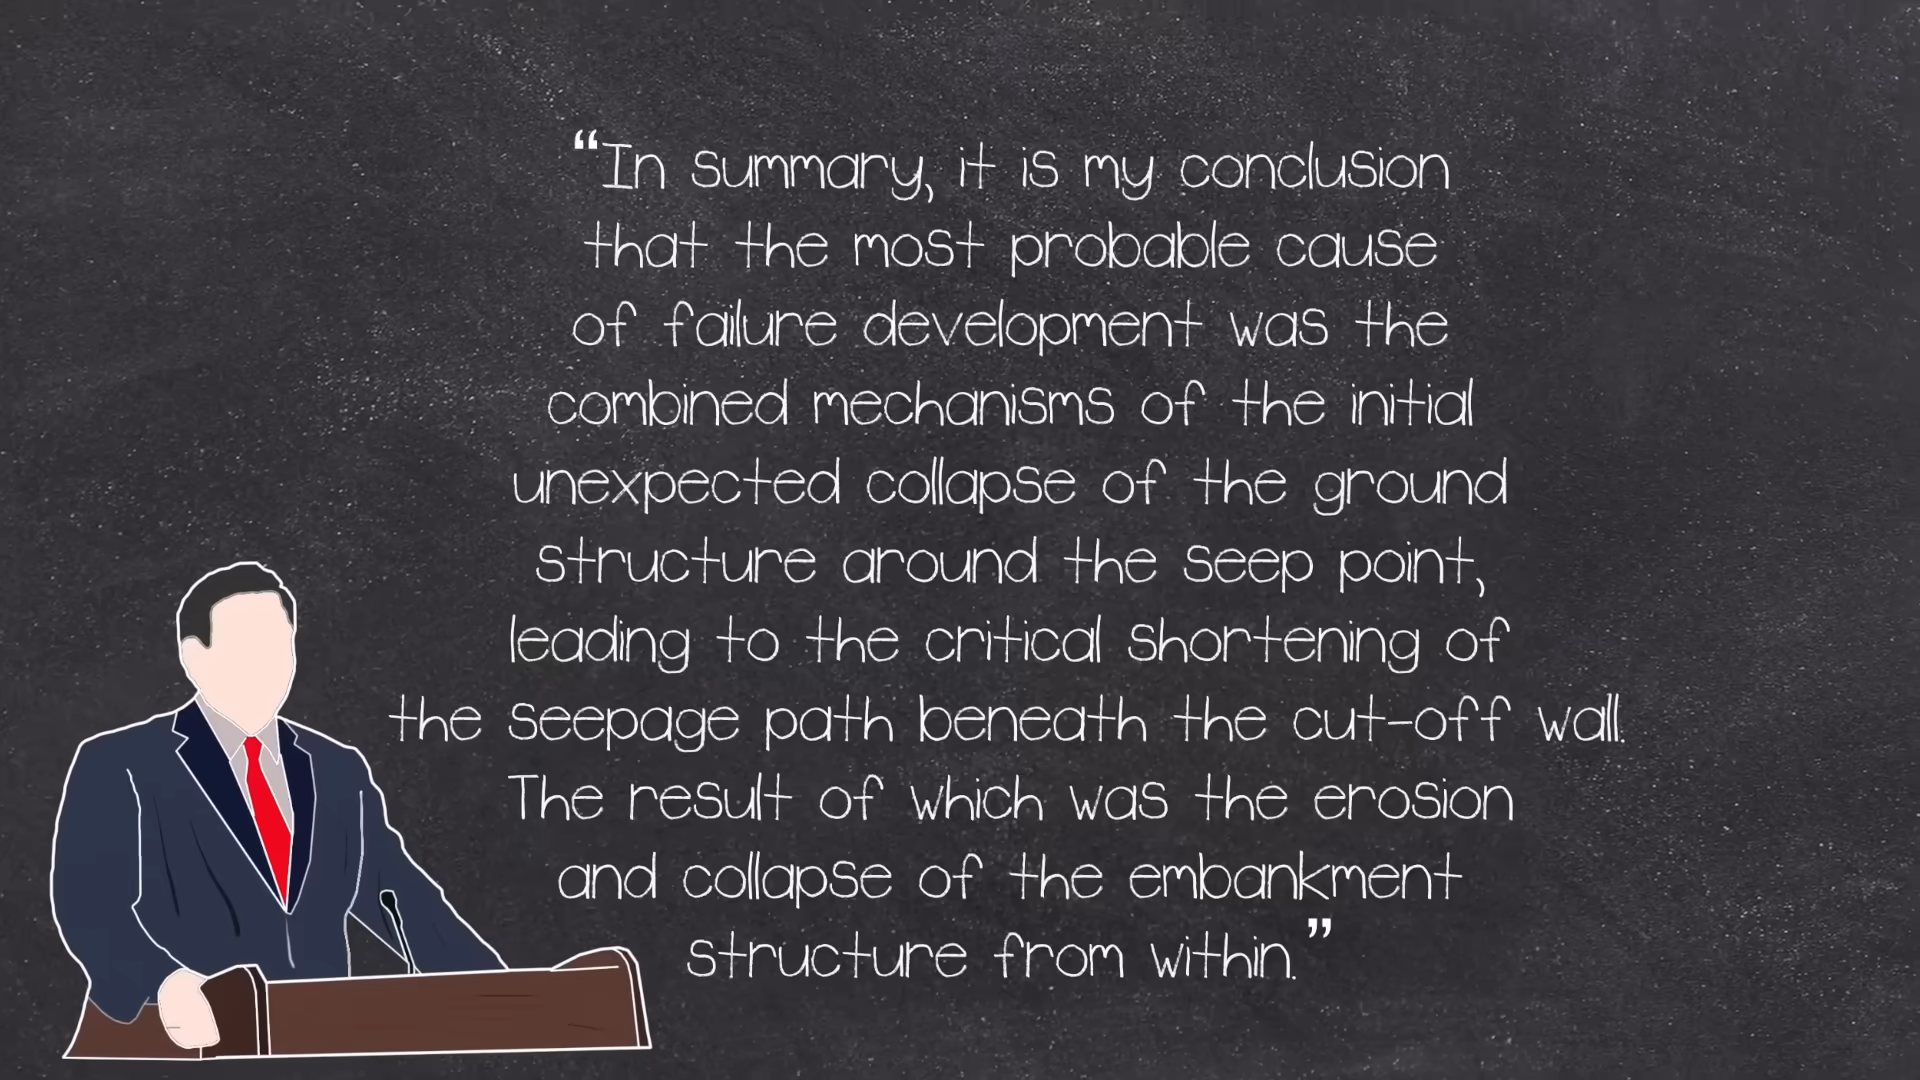 “In summary, it is my conclusion
that the most probable cause
of failure development was the
combined mechanisms of the initial
unexpected collapse of the ground
structure around the seep point,
leading to the critical shortening of
the seepage path beneath the cut-off wall.
The result of which was the erosion
and collapse of the embankment
structure from within.”